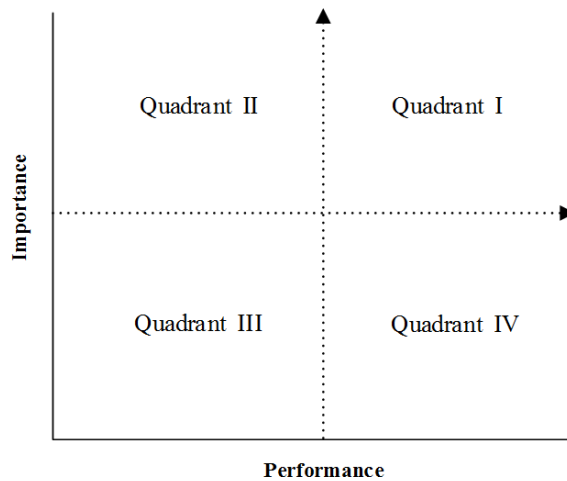 Quadrant II
Quadrant I
Importance
Quadrant III
Quadrant IV
Performance